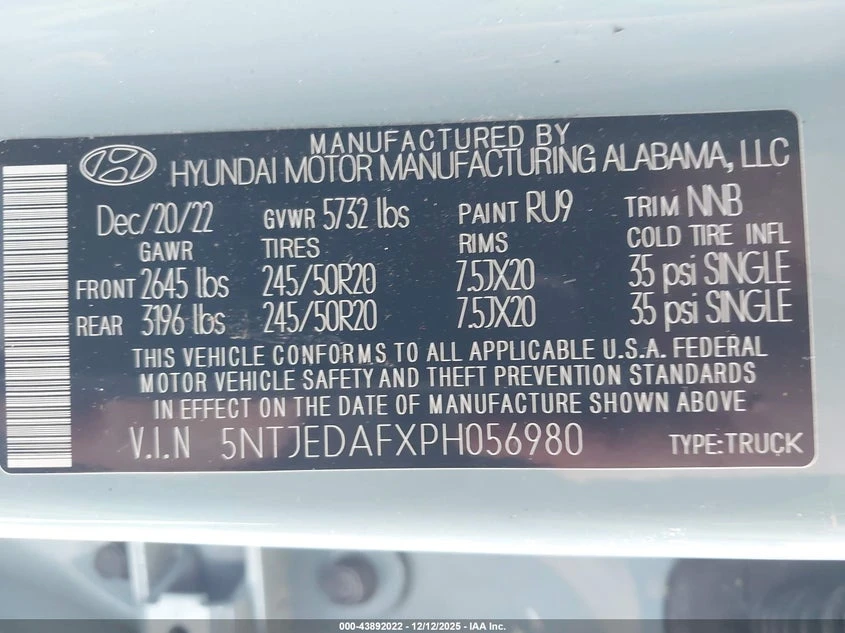 MANUFACTURED BY
HYUNDAI MOTOR MANUFACTURING ALABAMA, LLC
Dec/20/22 GVWR 5732 lbs PAINT RU9 TRIM NNB
GAWR TIRES RIMS COLD TIRE INFL
FRONT 2645 lbs 245/50R20 7.5JX20 35 psi SINGLE
REAR 3196 lbs 245/50R20 7.5JX20 35 psi SINGLE
THIS VEHICLE CONFORMS TO ALL APPLICABLE U.S.A. FEDERAL
MOTOR VEHICLE SAFETY AND THEFT PREVENTION STANDARDS
IN EFFECT ON THE DATE OF MANUFACTURE SHOWN ABOVE
V.I.N 5NTJEDAFXPH056980 TYPE:TRUCK
000-43892022 - 12/12/2025 - IAA Inc.